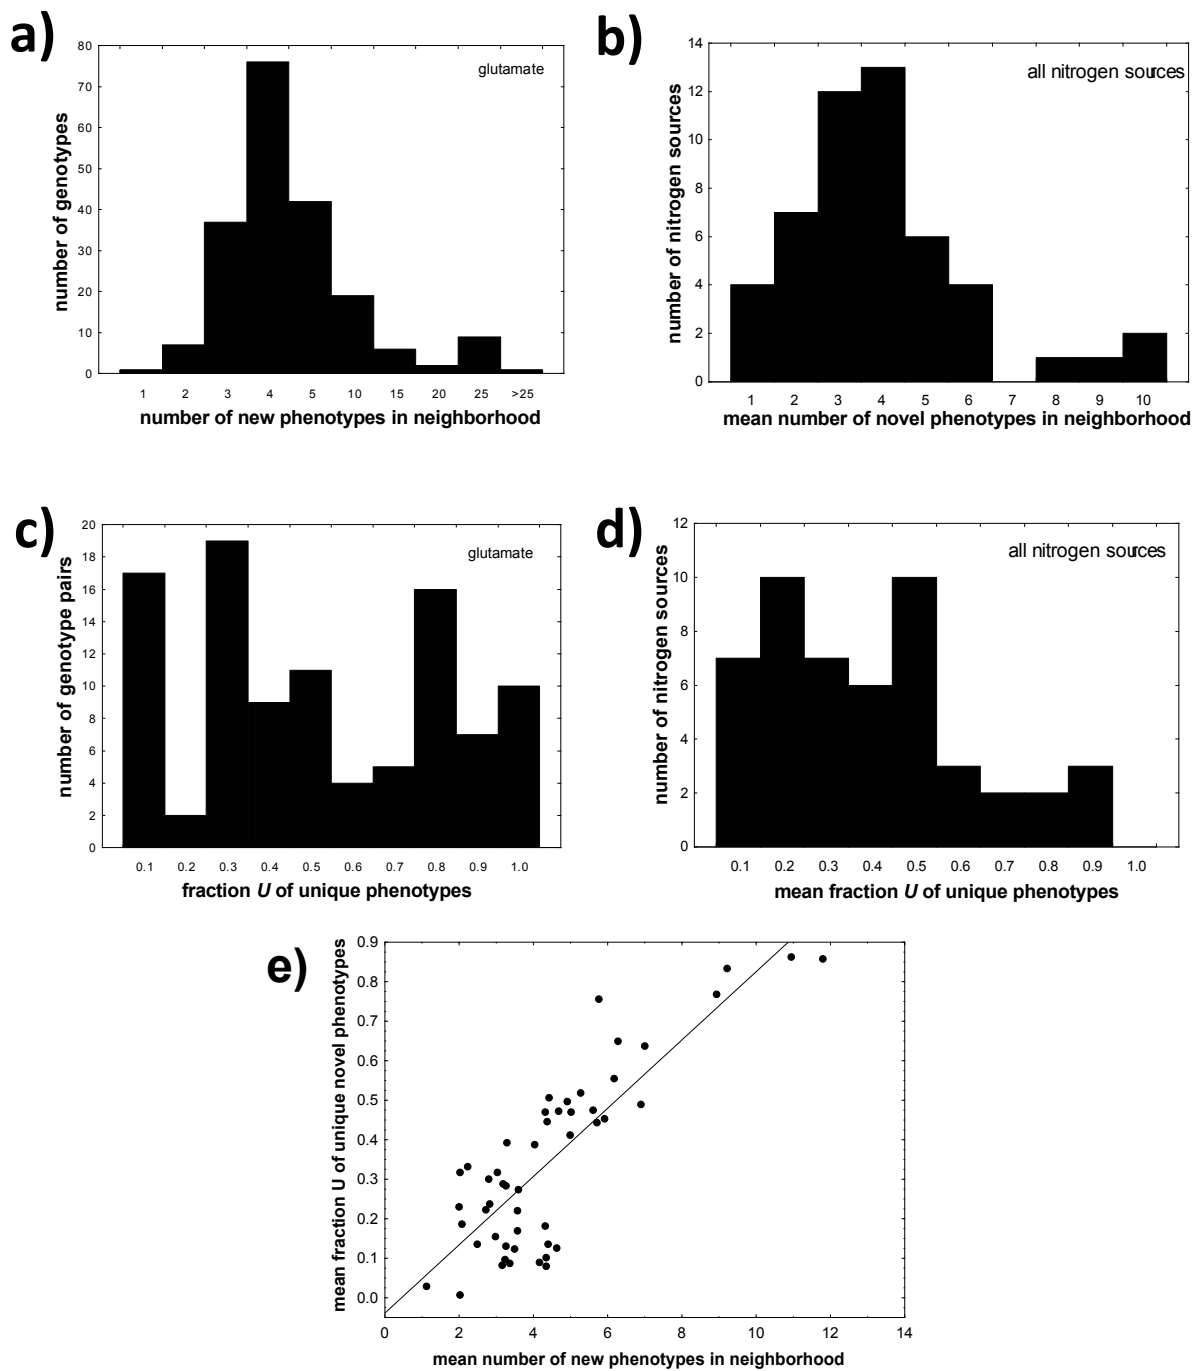 a)
glutamate
number of genotypes
80
70
60
50
40
30
20
10
0
1 2 3 4 5 10 15 20 25 >25
number of new phenotypes in neighborhood
b)
all nitrogen sources
number of nitrogen sources
14
12
10
8
6
4
2
0
1 2 3 4 5 6 7 8 9 10
mean number of novel phenotypes in neighborhood
c)
glutamate
number of genotype pairs
20
18
16
14
12
10
8
6
4
2
0
0.1 0.2 0.3 0.4 0.5 0.6 0.7 0.8 0.9 1.0
fraction U of unique phenotypes
d)
all nitrogen sources
number of nitrogen sources
12
10
8
6
4
2
0
0.1 0.2 0.3 0.4 0.5 0.6 0.7 0.8 0.9 1.0
mean fraction U of unique phenotypes
e)
mean fraction U of unique novel phenotypes
0.9
0.8
0.7
0.6
0.5
0.4
0.3
0.2
0.1
0.0
0 2 4 6 8 10 12 14
mean number of new phenotypes in neighborhood